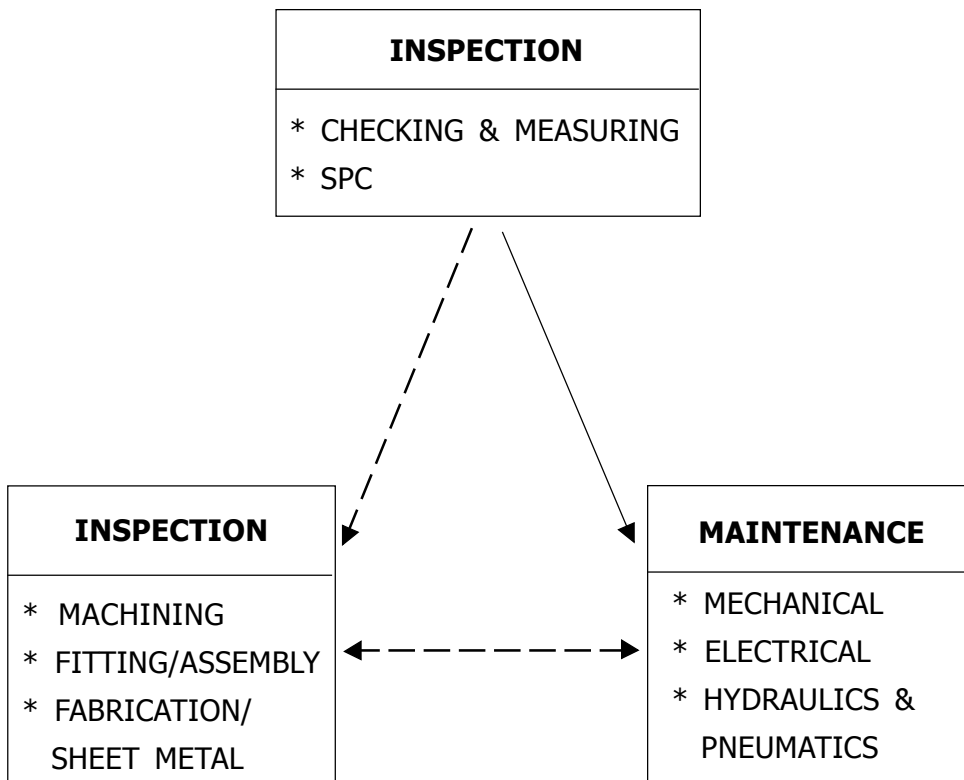 INSPECTION
* CHECKING & MEASURING
* SPC
INSPECTION
* MACHINING
* FITTING/ASSEMBLY
* FABRICATION/
SHEET METAL
MAINTENANCE
* MECHANICAL
* ELECTRICAL
* HYDRAULICS &
PNEUMATICS